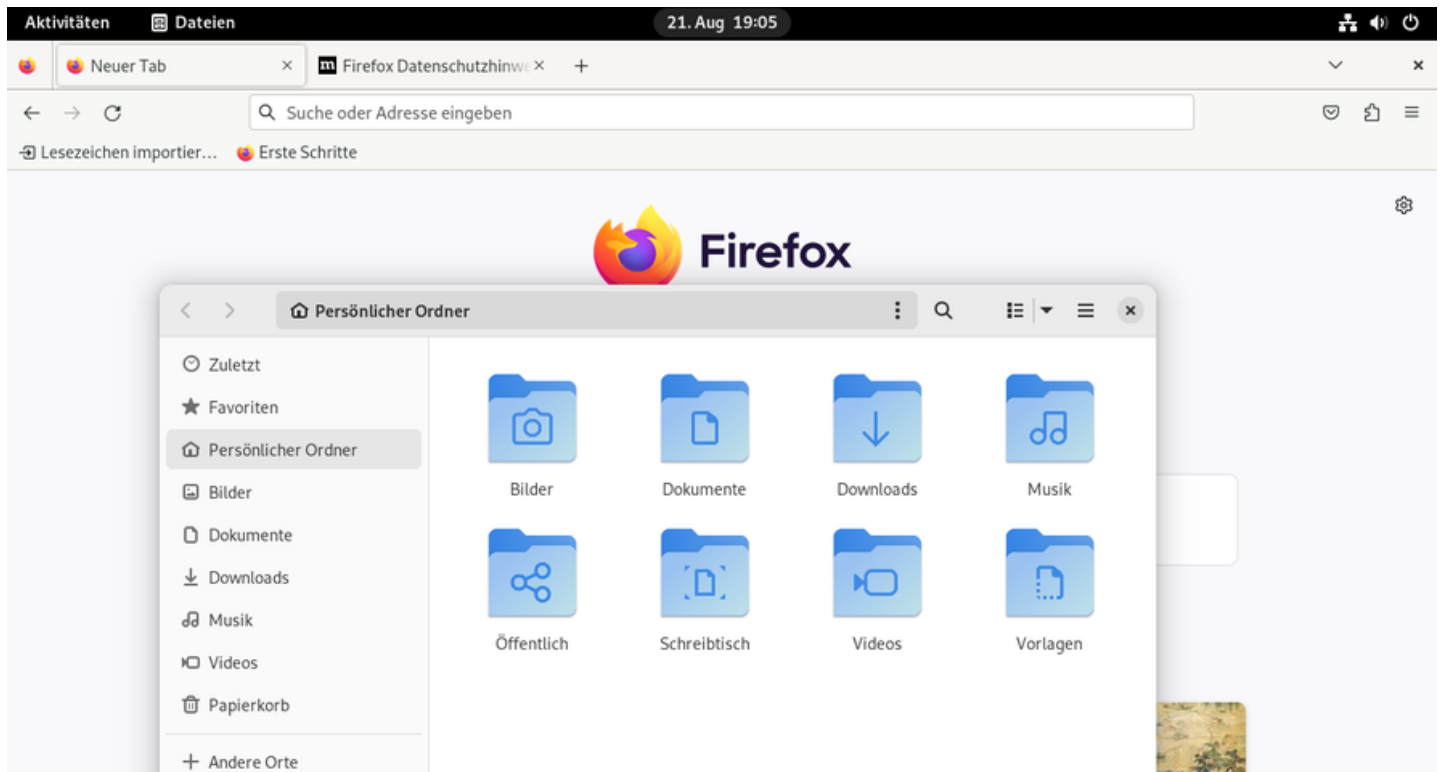 Aktivitäten Dateien 21. Aug 19:05
Neuer Tab Firefox Datenschutzhinwe
Suche oder Adresse eingeben
Lesezeichen importier... Erste Schritte
Firefox
Persönlicher Ordner
Zuletzt
Favoriten
Persönlicher Ordner
Bilder
Dokumente
Downloads
Musik
Videos
Papierkorb
Andere Orte
Bilder Dokumente Downloads Musik
Öffentlich Schreibtisch Videos Vorlagen